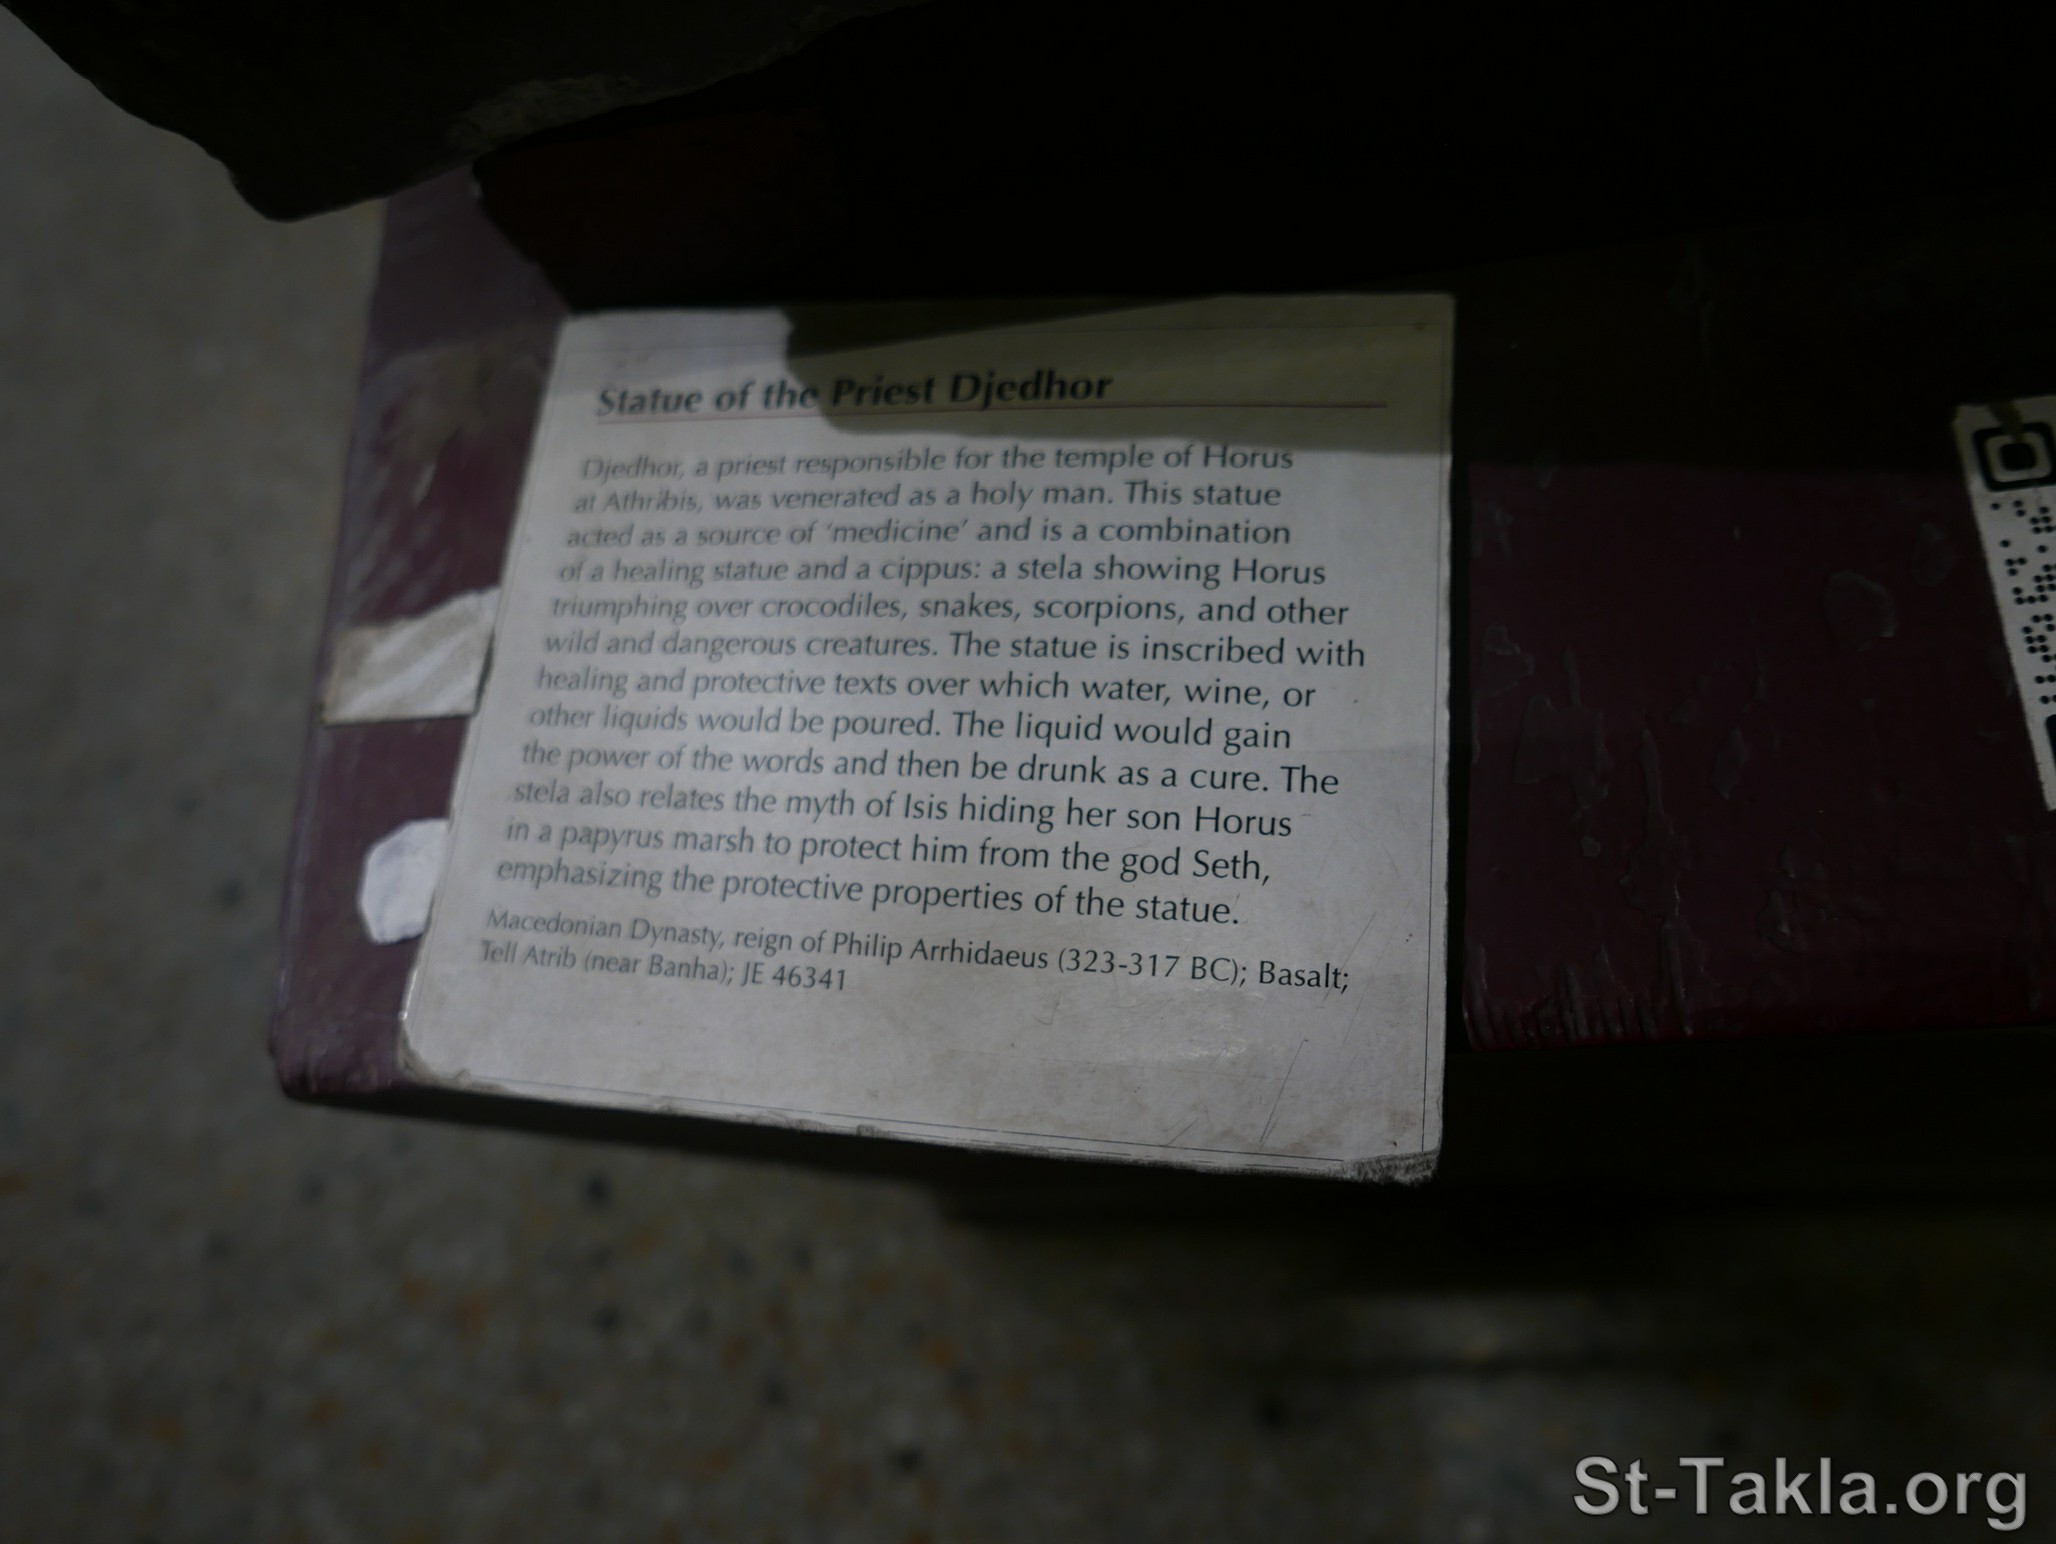 Statue of the Priest Djedhor
Djedhor, a priest responsible for the temple of Horus
at Athribis, was venerated as a holy man. This statue
acted as a source of ‘medicine’ and is a combination
of a healing statue and a cippus: a stela showing Horus
triumphing over crocodiles, snakes, scorpions, and other
wild and dangerous creatures. The statue is inscribed with
healing and protective texts over which water, wine, or
other liquids would be poured. The liquid would gain
the power of the words and then be drunk as a cure. The
stela also relates the myth of Isis hiding her son Horus
in a papyrus marsh to protect him from the god Seth,
emphasizing the protective properties of the statue.
Macedonian Dynasty, reign of Philip Arrhidaeus (323-317 BC); Basalt;
Tell Atrib (near Banha); JE 46341
St-Takla.org